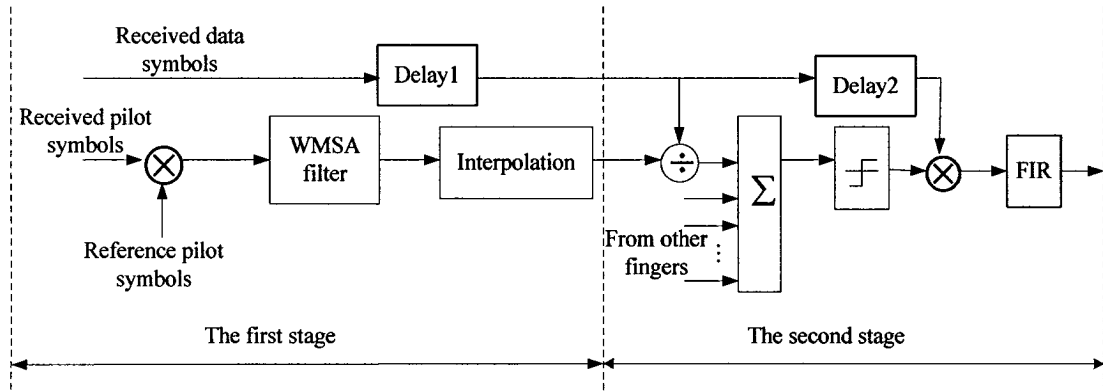 Received data
symbols
Delay1
Delay2
Received pilot
symbols
WMSA
filter
Interpolation
÷
Σ
FIR
Reference pilot
symbols
From other
fingers
The first stage
The second stage